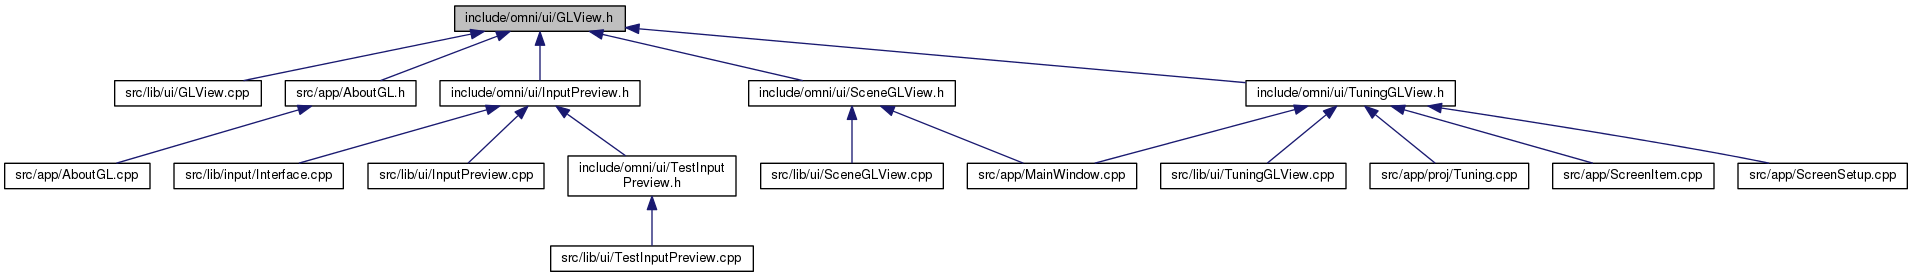 include/omni/ui/GLView.h
src/lib/ui/GLView.cpp
src/app/AboutGL.h
include/omni/ui/InputPreview.h
include/omni/ui/SceneGLView.h
include/omni/ui/TuningGLView.h
src/app/AboutGL.cpp
src/lib/input/Interface.cpp
src/lib/ui/InputPreview.cpp
include/omni/ui/TestInput
Preview.h
src/lib/ui/SceneGLView.cpp
src/app/MainWindow.cpp
src/lib/ui/TuningGLView.cpp
src/app/proj/Tuning.cpp
src/app/ScreenItem.cpp
src/app/ScreenSetup.cpp
src/lib/ui/TestInputPreview.cpp